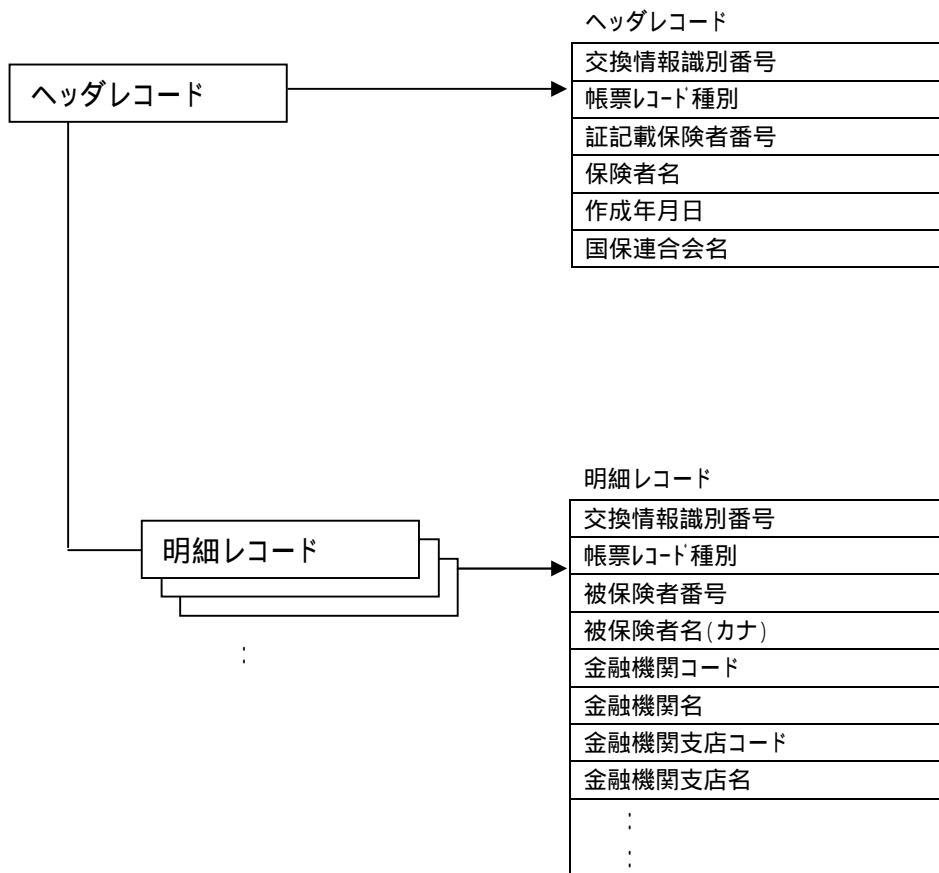 ヘッダレコード
ヘッダレコード
交換情報識別番号
帳票ﾚｺｰﾄﾞ種別
証記載保険者番号
保険者名
作成年月日
国保連合会名
明細レコード
:
明細レコード
交換情報識別番号
帳票ﾚｺｰﾄﾞ種別
被保険者番号
被保険者名(カナ)
金融機関コード
金融機関名
金融機関支店コード
金融機関支店名
:
: